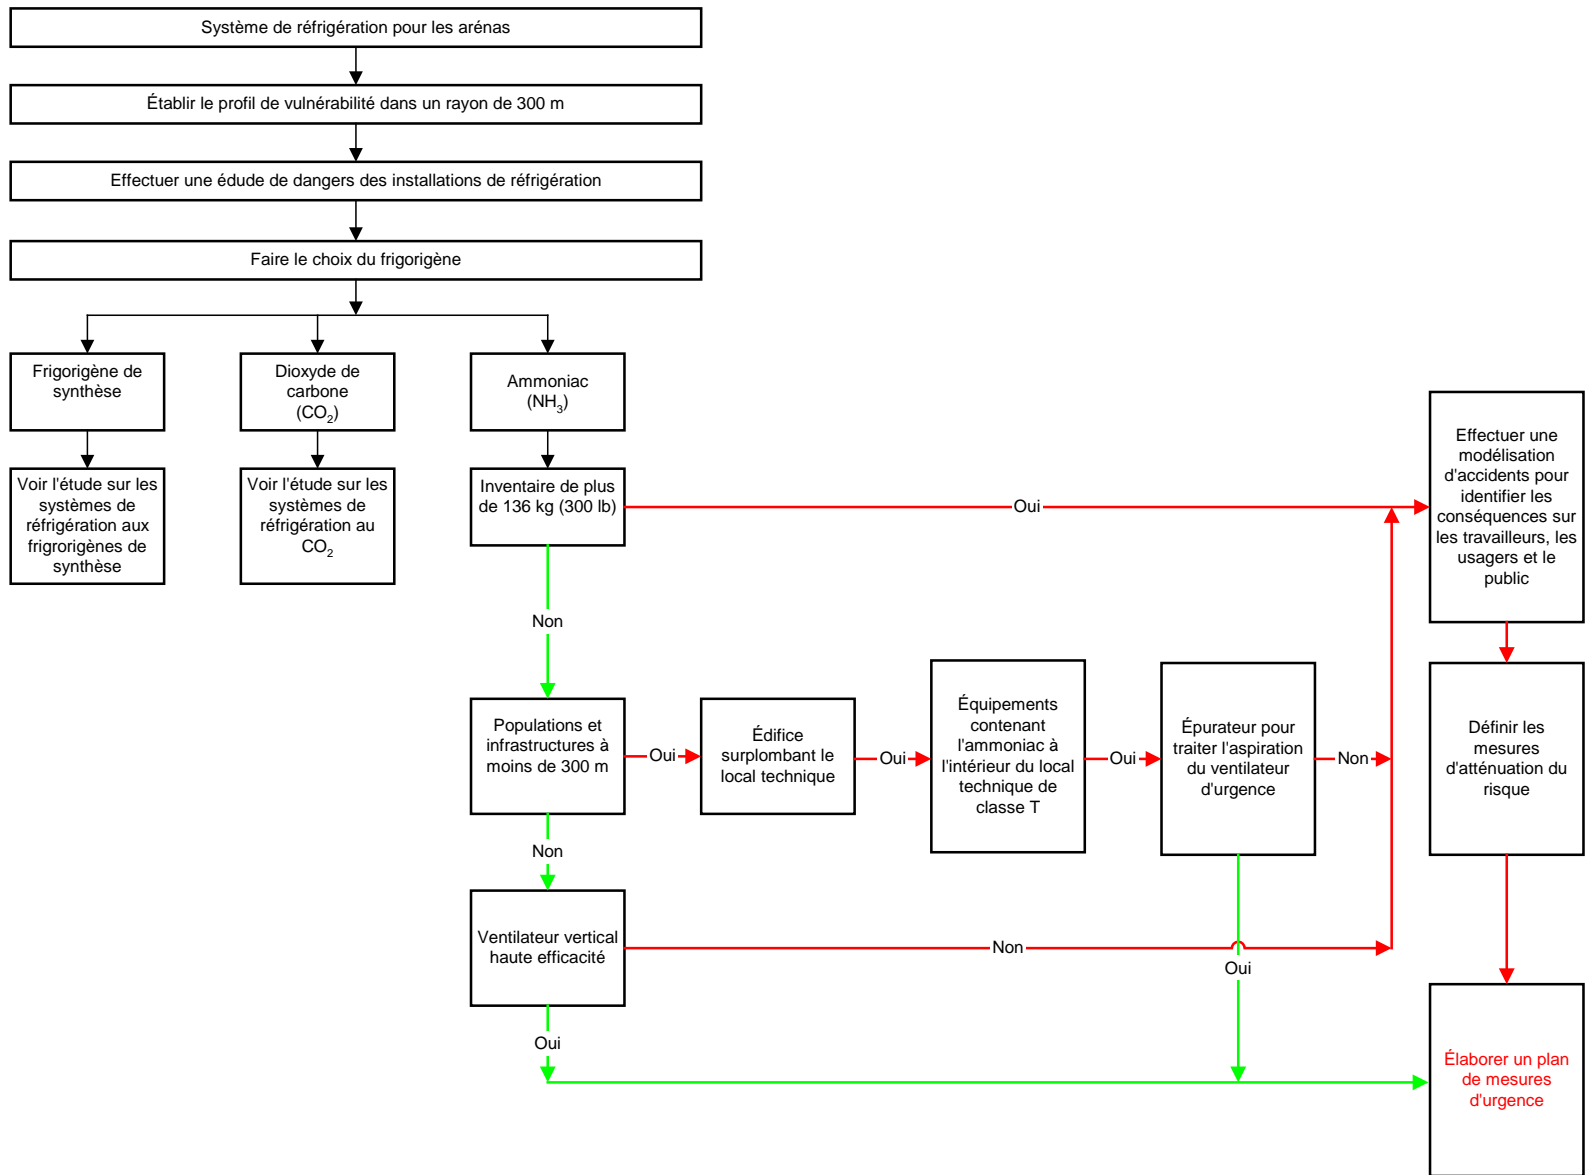 Système de réfrigération pour les arénas
Établir le profil de vulnérabilité dans un rayon de 300 m
Effectuer une édude de dangers des installations de réfrigération
Faire le choix du frigorigène
Frigorigène de
synthèse
Dioxyde de
carbone
(CO₂)
Ammoniac
(NH₃)
Voir l'étude sur les
systèmes de
réfrigération aux
frigrorigènes de
synthèse
Voir l'étude sur les
systèmes de
réfrigération au
CO₂
Inventaire de plus
de 136 kg (300 lb)
Oui
Effectuer une
modélisation
d'accidents pour
identifier les
conséquences sur
les travailleurs, les
usagers et le
public
Non
Populations et
infrastructures à
moins de 300 m
Oui
Édifice
surplombant le
local technique
Oui
Équipements
contenant
l'ammoniac à
l'intérieur du local
technique de
classe T
Oui
Épurateur pour
traiter l'aspiration
du ventilateur
d'urgence
Non
Définir les
mesures
d'atténuation du
risque
Non
Ventilateur vertical
haute efficacité
Non
Oui
Oui
Élaborer un plan
de mesures
d'urgence